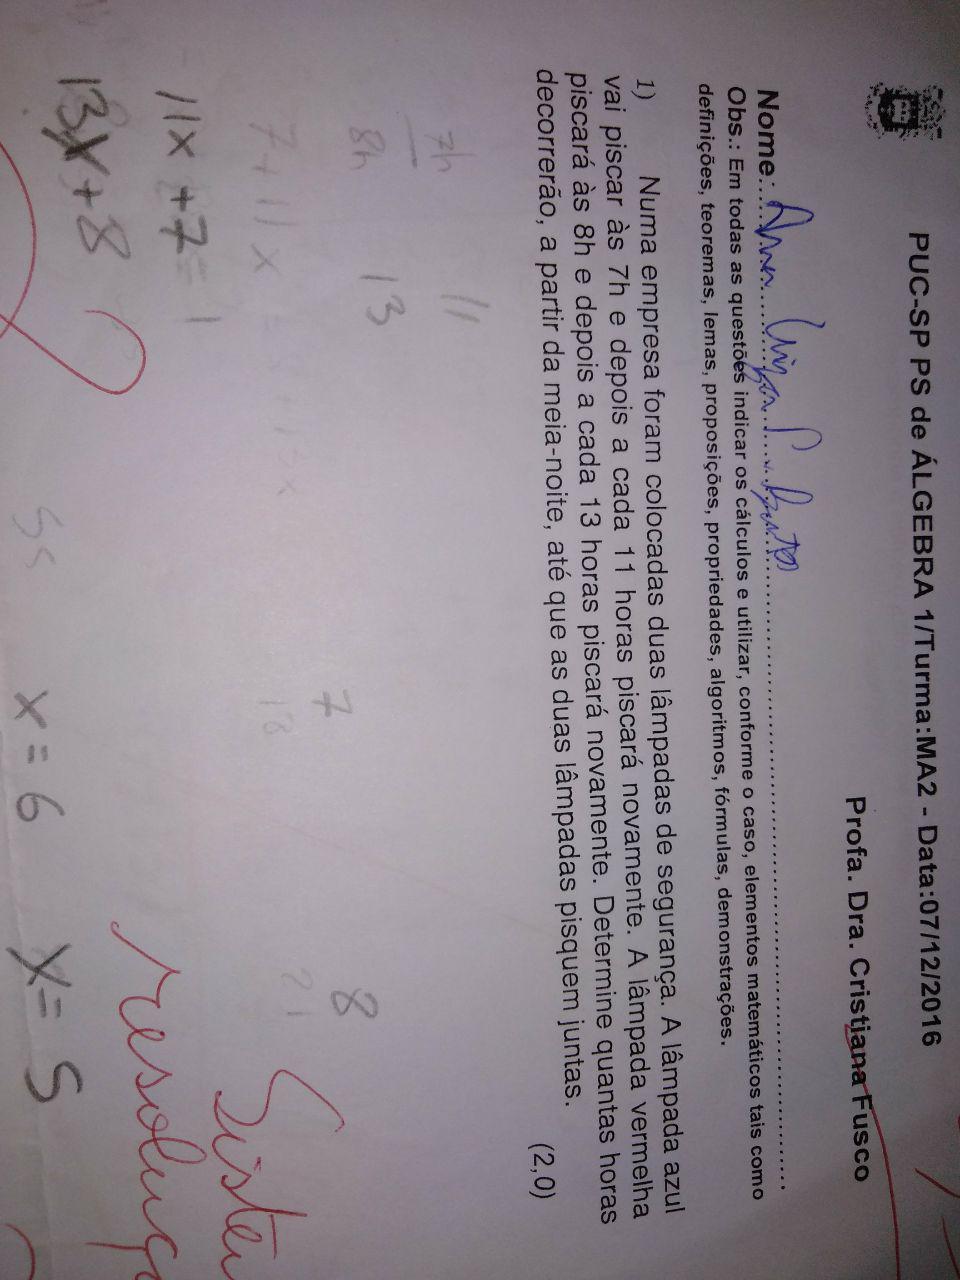 PUC-SP PS de ÁLGEBRA 1/Turma:MA2 - Data:07/12/2016
Profa. Dra. Cristiana Fusco
Nome:
Obs.: Em todas as questões indicar os cálculos e utilizar, conforme o caso, elementos matemáticos tais como
definições, teoremas, lemas, proposições, propriedades, algoritmos, fórmulas, demonstrações.
1) Numa empresa foram colocadas duas lâmpadas de segurança. A lâmpada azul
vai piscar às 7h e depois a cada 11 horas piscará novamente. A lâmpada vermelha
piscará às 8h e depois a cada 13 horas piscará novamente. Determine quantas horas
decorrerão, a partir da meia-noite, até que as duas lâmpadas pisquem juntas.
(2,0)
7h 11
8h 13
7 8
7+11x
11x + 7 = 1
13x + 8
x = 6 x = 5